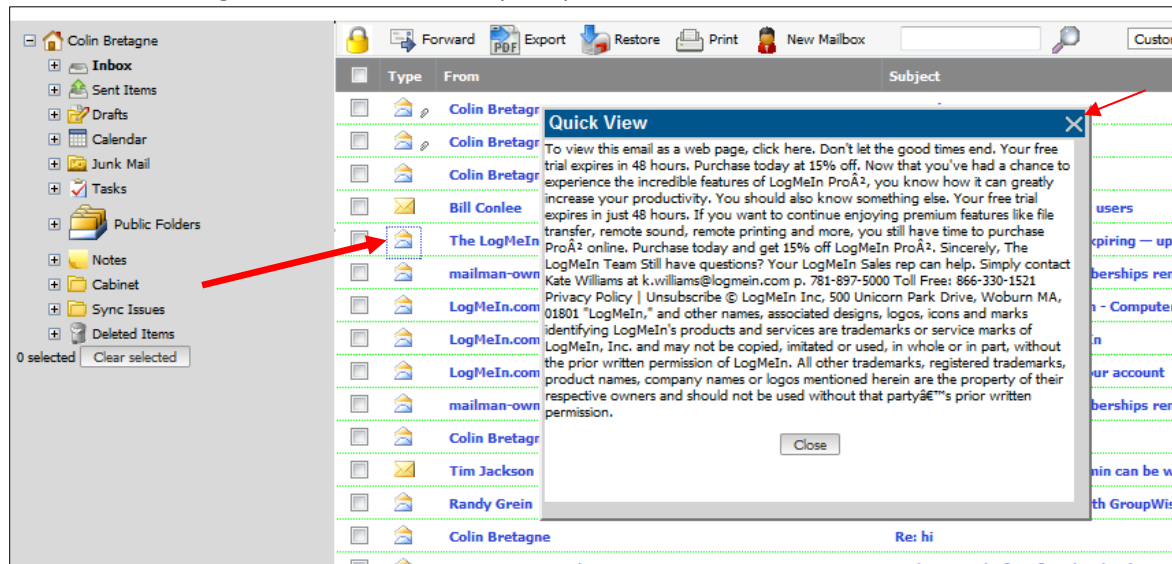 Colin Bretagne
Inbox
Sent Items
Drafts
Calendar
Junk Mail
Tasks
Public Folders
Notes
Cabinet
Sync Issues
Deleted Items
0 selected Clear selected
Forward PDF Export Restore Print New Mailbox
Type From Subject
Colin Bretagr
Colin Bretagr
Colin Bretagr
Bill Conlee users
The LogMeIn xpiring — up
mailman-own berships ren
LogMeIn.com n - Computer
LogMeIn.com in
LogMeIn.com our account
mailman-own berships ren
Colin Bretagr
Tim Jackson min can be w
Randy Grein th GroupWis
Colin Bretagne Re: hi
Quick View
To view this email as a web page, click here. Don't let the good times end. Your free
trial expires in 48 hours. Purchase today at 15% off. Now that you've had a chance to
experience the incredible features of LogMeIn ProÂ², you know how it can greatly
increase your productivity. You should also know something else. Your free trial
expires in just 48 hours. If you want to continue enjoying premium features like file
transfer, remote sound, remote printing and more, you still have time to purchase
ProÂ² online. Purchase today and get 15% off LogMeIn ProÂ². Sincerely, The
LogMeIn Team Still have questions? Your LogMeIn Sales rep can help. Simply contact
Kate Williams at k.williams@logmein.com p. 781-897-5000 Toll Free: 866-330-1521
Privacy Policy | Unsubscribe © LogMeIn Inc, 500 Unicorn Park Drive, Woburn MA,
01801 "LogMeIn," and other names, associated designs, logos, icons and marks
identifying LogMeIn's products and services are trademarks or service marks of
LogMeIn, Inc. and may not be copied, imitated or used, in whole or in part, without
the prior written permission of LogMeIn. All other trademarks, registered trademarks,
product names, company names or logos mentioned herein are the property of their
respective owners and should not be used without that partyâ€™s prior written
permission.
Close